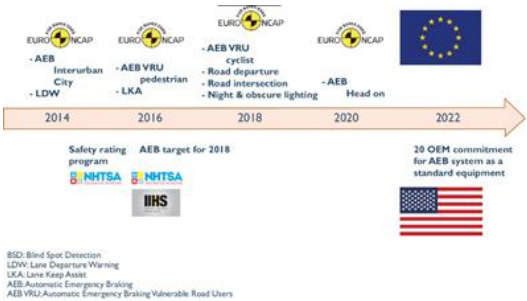 EURO NCAP
EURO NCAP
EURO NCAP
EURO NCAP
- AEB
Interurban
City
- LDW
- AEB VRU
pedestrian
- LKA
- AEB VRU
cyclist
- Road departure
- Road intersection
- Night & obscure lighting
- AEB
Head on
2014
2016
2018
2020
2022
Safety rating
program
NHTSA
AEB target for 2018
NHTSA
IIHS
20 OEM commitment
for AEB system as a
standard equipment
BSD: Blind Spot Detection
LDW: Lane Departure Warning
LKA: Lane Keep Assist
AEB: Automatic Emergency Braking
AEB VRU: Automatic Emergency Braking Vulnerable Road Users